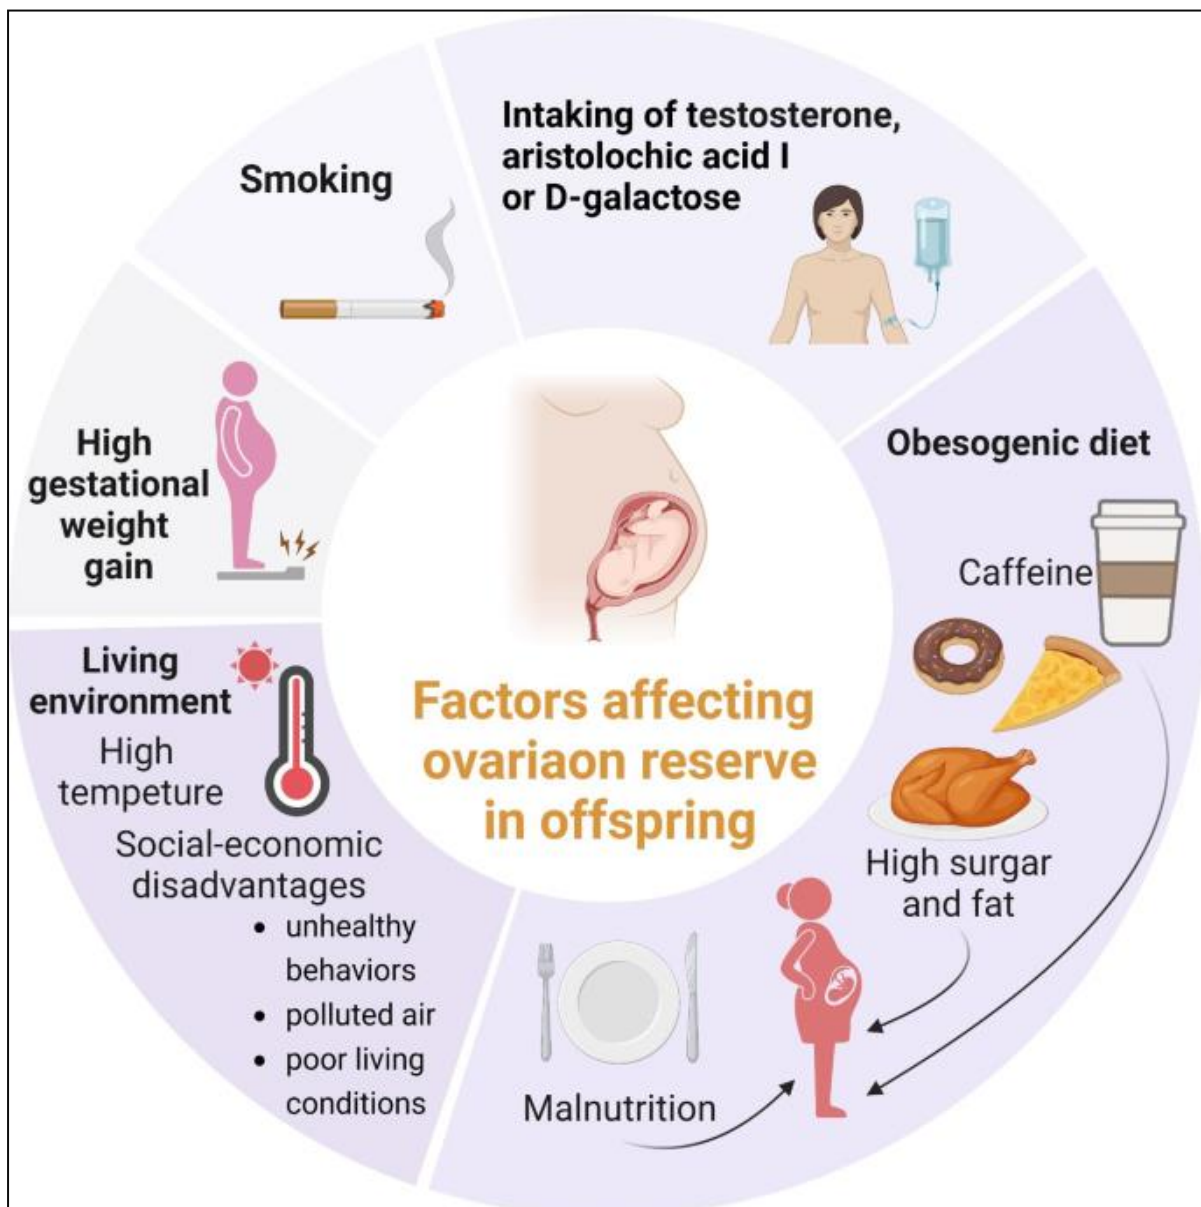 Intaking of testosterone,
aristolochic acid I
or D-galactose
Smoking
High
gestational
weight
gain
Living
environment
High
tempeture
Social-economic
disadvantages
• unhealthy
behaviors
• polluted air
• poor living
conditions
Factors affecting
ovariaon reserve
in offspring
Obesogenic diet
Caffeine
High surgar
and fat
Malnutrition